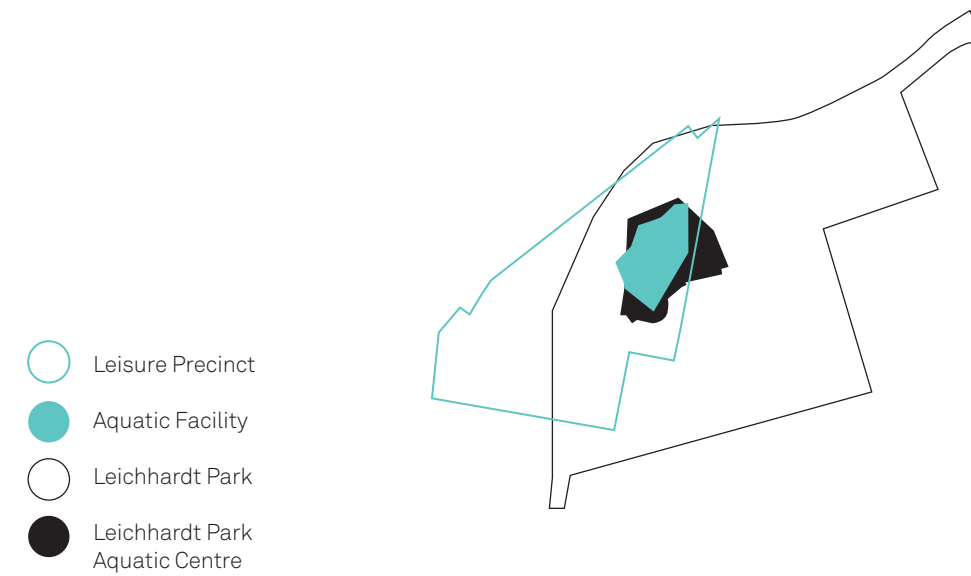 Leisure Precinct
Aquatic Facility
Leichhardt Park
Leichhardt Park
Aquatic Centre